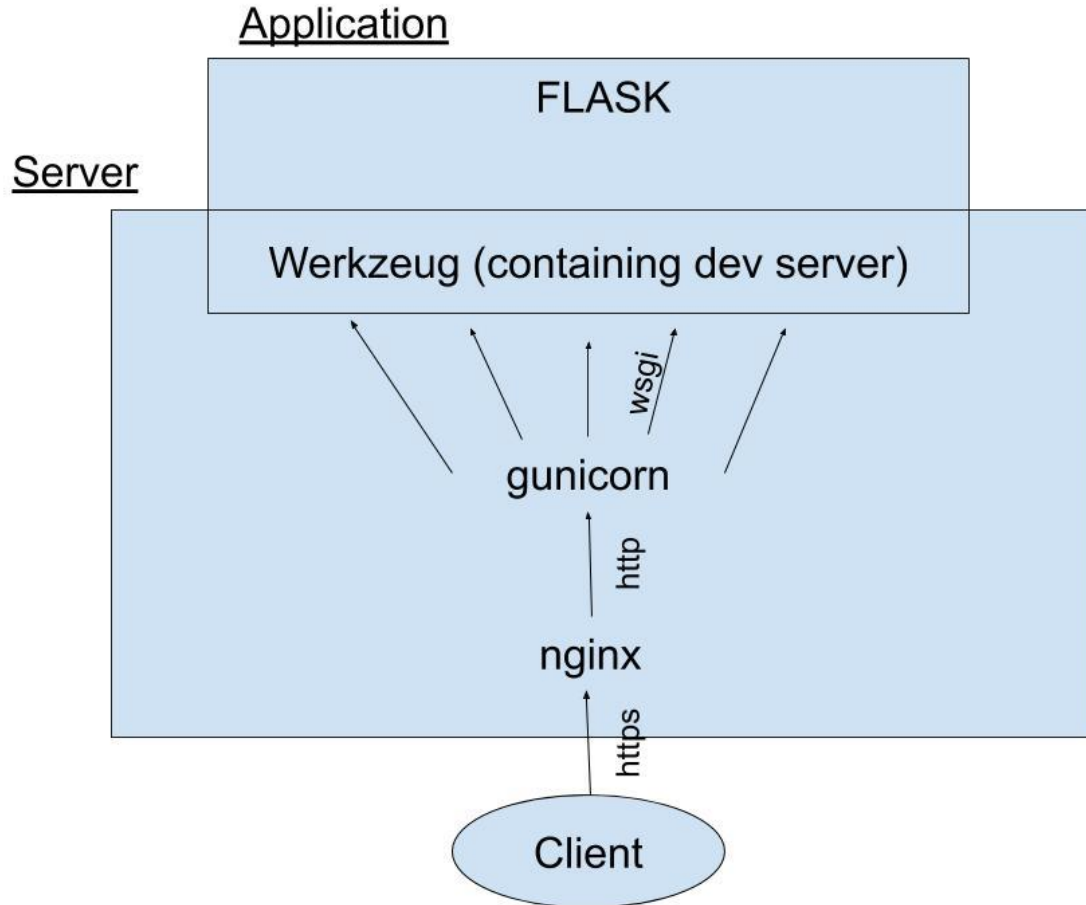 Application
FLASK
Server
Werkzeug (containing dev server)
wsgi
gunicorn
http
nginx
https
Client